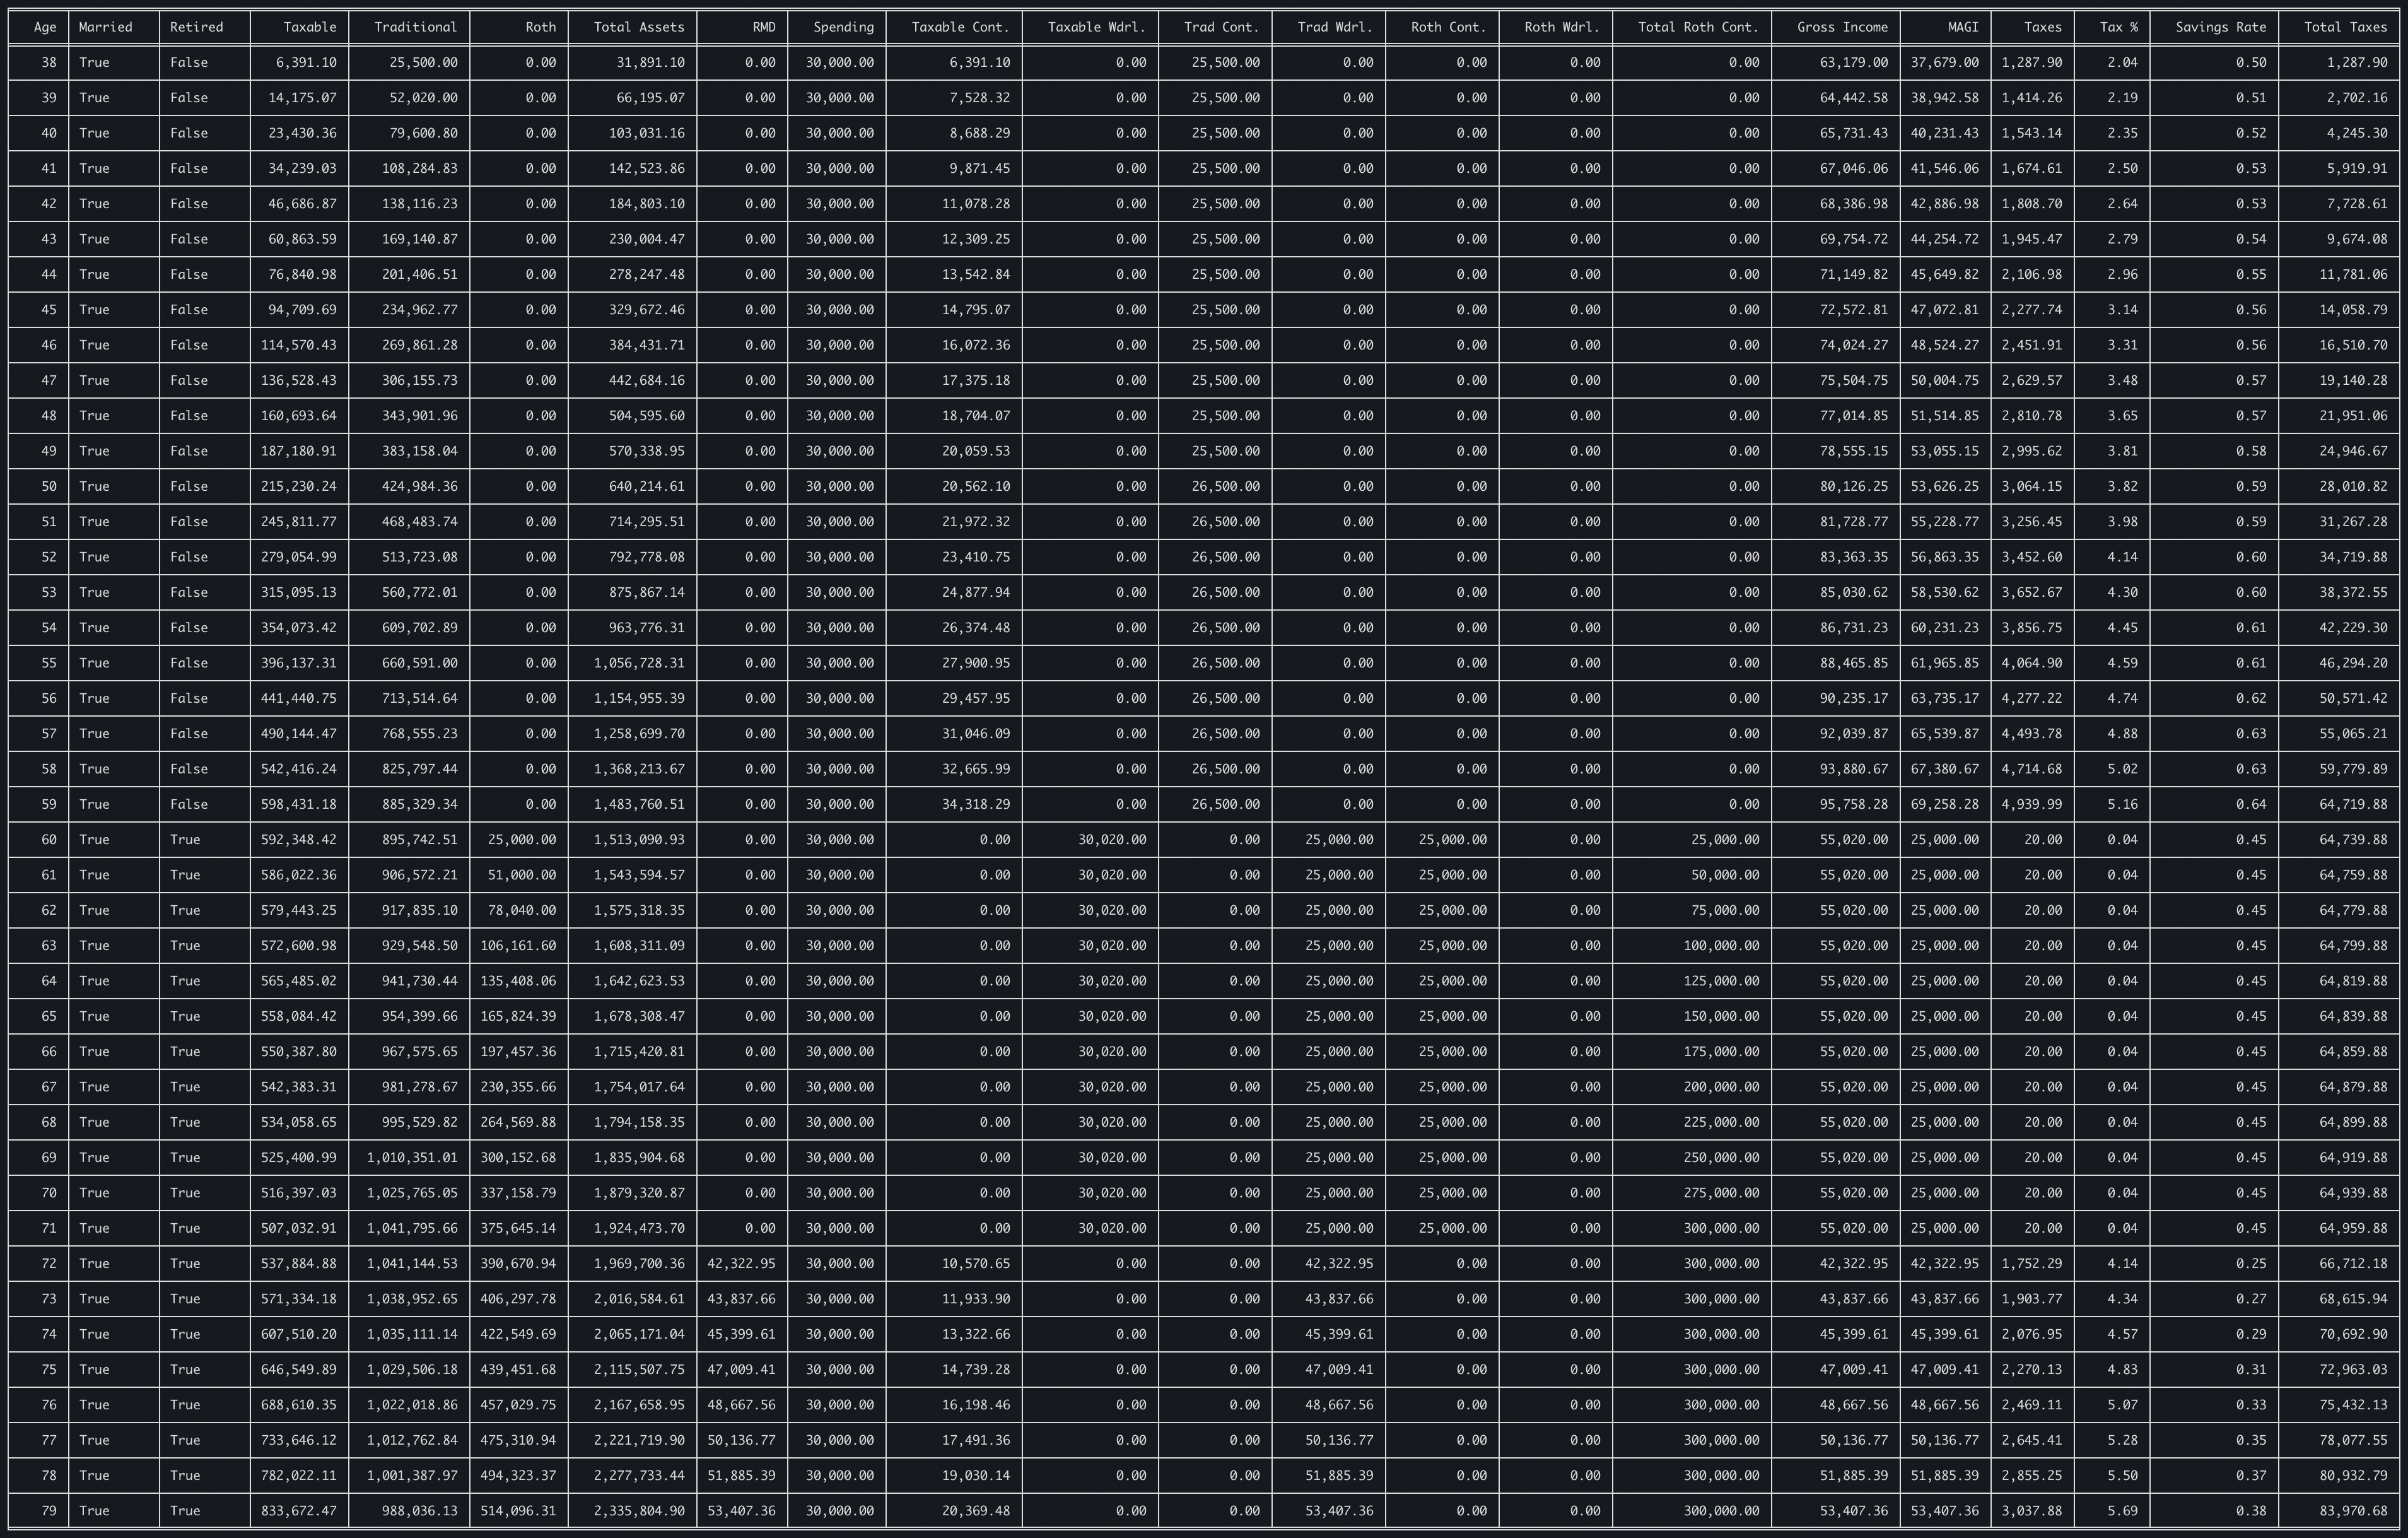 Age Married Retired Taxable Traditional Roth Total Assets RMD Spending Taxable Cont. Taxable Wdrl. Trad Cont. Trad Wdrl. Roth Cont. Roth Wdrl. Total Roth Cont. Gross Income MAGI Taxes Tax % Savings Rate Total Taxes
38 True False 6,391.10 25,500.00 0.00 31,891.10 0.00 30,000.00 6,391.10 0.00 25,500.00 0.00 0.00 0.00 0.00 63,179.00 37,679.00 1,287.90 2.04 0.50 1,287.90
39 True False 14,175.07 52,020.00 0.00 66,195.07 0.00 30,000.00 7,528.32 0.00 25,500.00 0.00 0.00 0.00 0.00 64,442.58 38,942.58 1,414.26 2.19 0.51 2,702.16
40 True False 23,430.36 79,600.80 0.00 103,031.16 0.00 30,000.00 8,688.29 0.00 25,500.00 0.00 0.00 0.00 0.00 65,731.43 40,231.43 1,543.14 2.35 0.52 4,245.30
41 True False 34,239.03 108,284.83 0.00 142,523.86 0.00 30,000.00 9,871.45 0.00 25,500.00 0.00 0.00 0.00 0.00 67,046.06 41,546.06 1,674.61 2.50 0.53 5,919.91
42 True False 46,686.87 138,116.23 0.00 184,803.10 0.00 30,000.00 11,078.28 0.00 25,500.00 0.00 0.00 0.00 0.00 68,386.98 42,886.98 1,808.70 2.64 0.53 7,728.61
43 True False 60,863.59 169,140.87 0.00 230,004.47 0.00 30,000.00 12,309.25 0.00 25,500.00 0.00 0.00 0.00 0.00 69,754.72 44,254.72 1,945.47 2.79 0.54 9,674.08
44 True False 76,840.98 201,406.51 0.00 278,247.48 0.00 30,000.00 13,542.84 0.00 25,500.00 0.00 0.00 0.00 0.00 71,149.82 45,649.82 2,106.98 2.96 0.55 11,781.06
45 True False 94,709.69 234,962.77 0.00 329,672.46 0.00 30,000.00 14,795.07 0.00 25,500.00 0.00 0.00 0.00 0.00 72,572.81 47,072.81 2,277.74 3.14 0.56 14,058.79
46 True False 114,570.43 269,861.28 0.00 384,431.71 0.00 30,000.00 16,072.36 0.00 25,500.00 0.00 0.00 0.00 0.00 74,024.27 48,524.27 2,451.91 3.31 0.56 16,510.70
47 True False 136,528.43 306,155.73 0.00 442,684.16 0.00 30,000.00 17,375.18 0.00 25,500.00 0.00 0.00 0.00 0.00 75,504.75 50,004.75 2,629.57 3.48 0.57 19,140.28
48 True False 160,693.64 343,901.96 0.00 504,595.60 0.00 30,000.00 18,704.07 0.00 25,500.00 0.00 0.00 0.00 0.00 77,014.85 51,514.85 2,810.78 3.65 0.57 21,951.06
49 True False 187,180.91 383,158.04 0.00 570,338.95 0.00 30,000.00 20,059.53 0.00 25,500.00 0.00 0.00 0.00 0.00 78,555.15 53,055.15 2,995.62 3.81 0.58 24,946.67
50 True False 215,230.24 424,984.36 0.00 640,214.61 0.00 30,000.00 20,562.10 0.00 26,500.00 0.00 0.00 0.00 0.00 80,126.25 53,626.25 3,064.15 3.82 0.59 28,010.82
51 True False 245,811.77 468,483.74 0.00 714,295.51 0.00 30,000.00 21,972.32 0.00 26,500.00 0.00 0.00 0.00 0.00 81,728.77 55,228.77 3,256.45 3.98 0.59 31,267.28
52 True False 279,054.99 513,723.08 0.00 792,778.08 0.00 30,000.00 23,410.75 0.00 26,500.00 0.00 0.00 0.00 0.00 83,363.35 56,863.35 3,452.60 4.14 0.60 34,719.88
53 True False 315,095.13 560,772.01 0.00 875,867.14 0.00 30,000.00 24,877.94 0.00 26,500.00 0.00 0.00 0.00 0.00 85,030.62 58,530.62 3,652.67 4.30 0.60 38,372.55
54 True False 354,073.42 609,702.89 0.00 963,776.31 0.00 30,000.00 26,374.48 0.00 26,500.00 0.00 0.00 0.00 0.00 86,731.23 60,231.23 3,856.75 4.45 0.61 42,229.30
55 True False 396,137.31 660,591.00 0.00 1,056,728.31 0.00 30,000.00 27,900.95 0.00 26,500.00 0.00 0.00 0.00 0.00 88,465.85 61,965.85 4,064.90 4.59 0.61 46,294.20
56 True False 441,440.75 713,514.64 0.00 1,154,955.39 0.00 30,000.00 29,457.95 0.00 26,500.00 0.00 0.00 0.00 0.00 90,235.17 63,735.17 4,277.22 4.74 0.62 50,571.42
57 True False 490,144.47 768,555.23 0.00 1,258,699.70 0.00 30,000.00 31,046.09 0.00 26,500.00 0.00 0.00 0.00 0.00 92,039.87 65,539.87 4,493.78 4.88 0.63 55,065.21
58 True False 542,416.24 825,797.44 0.00 1,368,213.67 0.00 30,000.00 32,665.99 0.00 26,500.00 0.00 0.00 0.00 0.00 93,880.67 67,380.67 4,714.68 5.02 0.63 59,779.89
59 True False 598,431.18 885,329.34 0.00 1,483,760.51 0.00 30,000.00 34,318.29 0.00 26,500.00 0.00 0.00 0.00 0.00 95,758.28 69,258.28 4,939.99 5.16 0.64 64,719.88
60 True True 592,348.42 895,742.51 25,000.00 1,513,090.93 0.00 30,000.00 0.00 30,020.00 0.00 25,000.00 25,000.00 0.00 25,000.00 55,020.00 25,000.00 20.00 0.04 0.45 64,739.88
61 True True 586,022.36 906,572.21 51,000.00 1,543,594.57 0.00 30,000.00 0.00 30,020.00 0.00 25,000.00 25,000.00 0.00 50,000.00 55,020.00 25,000.00 20.00 0.04 0.45 64,759.88
62 True True 579,443.25 917,835.10 78,040.00 1,575,318.35 0.00 30,000.00 0.00 30,020.00 0.00 25,000.00 25,000.00 0.00 75,000.00 55,020.00 25,000.00 20.00 0.04 0.45 64,779.88
63 True True 572,600.98 929,548.50 106,161.60 1,608,311.09 0.00 30,000.00 0.00 30,020.00 0.00 25,000.00 25,000.00 0.00 100,000.00 55,020.00 25,000.00 20.00 0.04 0.45 64,799.88
64 True True 565,485.02 941,730.44 135,408.06 1,642,623.53 0.00 30,000.00 0.00 30,020.00 0.00 25,000.00 25,000.00 0.00 125,000.00 55,020.00 25,000.00 20.00 0.04 0.45 64,819.88
65 True True 558,084.42 954,399.66 165,824.39 1,678,308.47 0.00 30,000.00 0.00 30,020.00 0.00 25,000.00 25,000.00 0.00 150,000.00 55,020.00 25,000.00 20.00 0.04 0.45 64,839.88
66 True True 550,387.80 967,575.65 197,457.36 1,715,420.81 0.00 30,000.00 0.00 30,020.00 0.00 25,000.00 25,000.00 0.00 175,000.00 55,020.00 25,000.00 20.00 0.04 0.45 64,859.88
67 True True 542,383.31 981,278.67 230,355.66 1,754,017.64 0.00 30,000.00 0.00 30,020.00 0.00 25,000.00 25,000.00 0.00 200,000.00 55,020.00 25,000.00 20.00 0.04 0.45 64,879.88
68 True True 534,058.65 995,529.82 264,569.88 1,794,158.35 0.00 30,000.00 0.00 30,020.00 0.00 25,000.00 25,000.00 0.00 225,000.00 55,020.00 25,000.00 20.00 0.04 0.45 64,899.88
69 True True 525,400.99 1,010,351.01 300,152.68 1,835,904.68 0.00 30,000.00 0.00 30,020.00 0.00 25,000.00 25,000.00 0.00 250,000.00 55,020.00 25,000.00 20.00 0.04 0.45 64,919.88
70 True True 516,397.03 1,025,765.05 337,158.79 1,879,320.87 0.00 30,000.00 0.00 30,020.00 0.00 25,000.00 25,000.00 0.00 275,000.00 55,020.00 25,000.00 20.00 0.04 0.45 64,939.88
71 True True 507,032.91 1,041,795.66 375,645.14 1,924,473.70 0.00 30,000.00 0.00 30,020.00 0.00 25,000.00 25,000.00 0.00 300,000.00 55,020.00 25,000.00 20.00 0.04 0.45 64,959.88
72 True True 537,884.88 1,041,144.53 390,670.94 1,969,700.36 42,322.95 30,000.00 10,570.65 0.00 0.00 42,322.95 0.00 0.00 300,000.00 42,322.95 42,322.95 1,752.29 4.14 0.25 66,712.18
73 True True 571,334.18 1,038,952.65 406,297.78 2,016,584.61 43,837.66 30,000.00 11,933.90 0.00 0.00 43,837.66 0.00 0.00 300,000.00 43,837.66 43,837.66 1,903.77 4.34 0.27 68,615.94
74 True True 607,510.20 1,035,111.14 422,549.69 2,065,171.04 45,399.61 30,000.00 13,322.66 0.00 0.00 45,399.61 0.00 0.00 300,000.00 45,399.61 45,399.61 2,076.95 4.57 0.29 70,692.90
75 True True 646,549.89 1,029,506.18 439,451.68 2,115,507.75 47,009.41 30,000.00 14,739.28 0.00 0.00 47,009.41 0.00 0.00 300,000.00 47,009.41 47,009.41 2,270.13 4.83 0.31 72,963.03
76 True True 688,610.35 1,022,018.86 457,029.75 2,167,658.95 48,667.56 30,000.00 16,198.46 0.00 0.00 48,667.56 0.00 0.00 300,000.00 48,667.56 48,667.56 2,469.11 5.07 0.33 75,432.13
77 True True 733,646.12 1,012,762.84 475,310.94 2,221,719.90 50,136.77 30,000.00 17,491.36 0.00 0.00 50,136.77 0.00 0.00 300,000.00 50,136.77 50,136.77 2,645.41 5.28 0.35 78,077.55
78 True True 782,022.11 1,001,387.97 494,323.37 2,277,733.44 51,885.39 30,000.00 19,030.14 0.00 0.00 51,885.39 0.00 0.00 300,000.00 51,885.39 51,885.39 2,855.25 5.50 0.37 80,932.79
79 True True 833,672.47 988,036.13 514,096.31 2,335,804.90 53,407.36 30,000.00 20,369.48 0.00 0.00 53,407.36 0.00 0.00 300,000.00 53,407.36 53,407.36 3,037.88 5.69 0.38 83,970.68